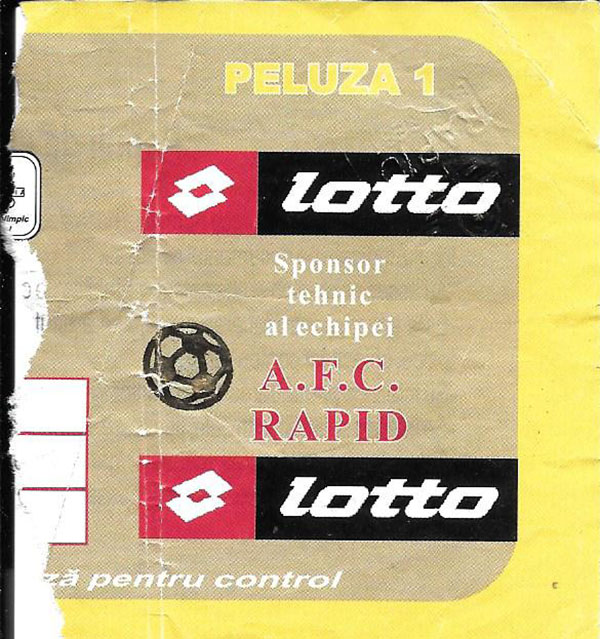 PELUZA 1
lotto
Sponsor
tehnic
al echipei
A.F.C.
RAPID
lotto
pentru control